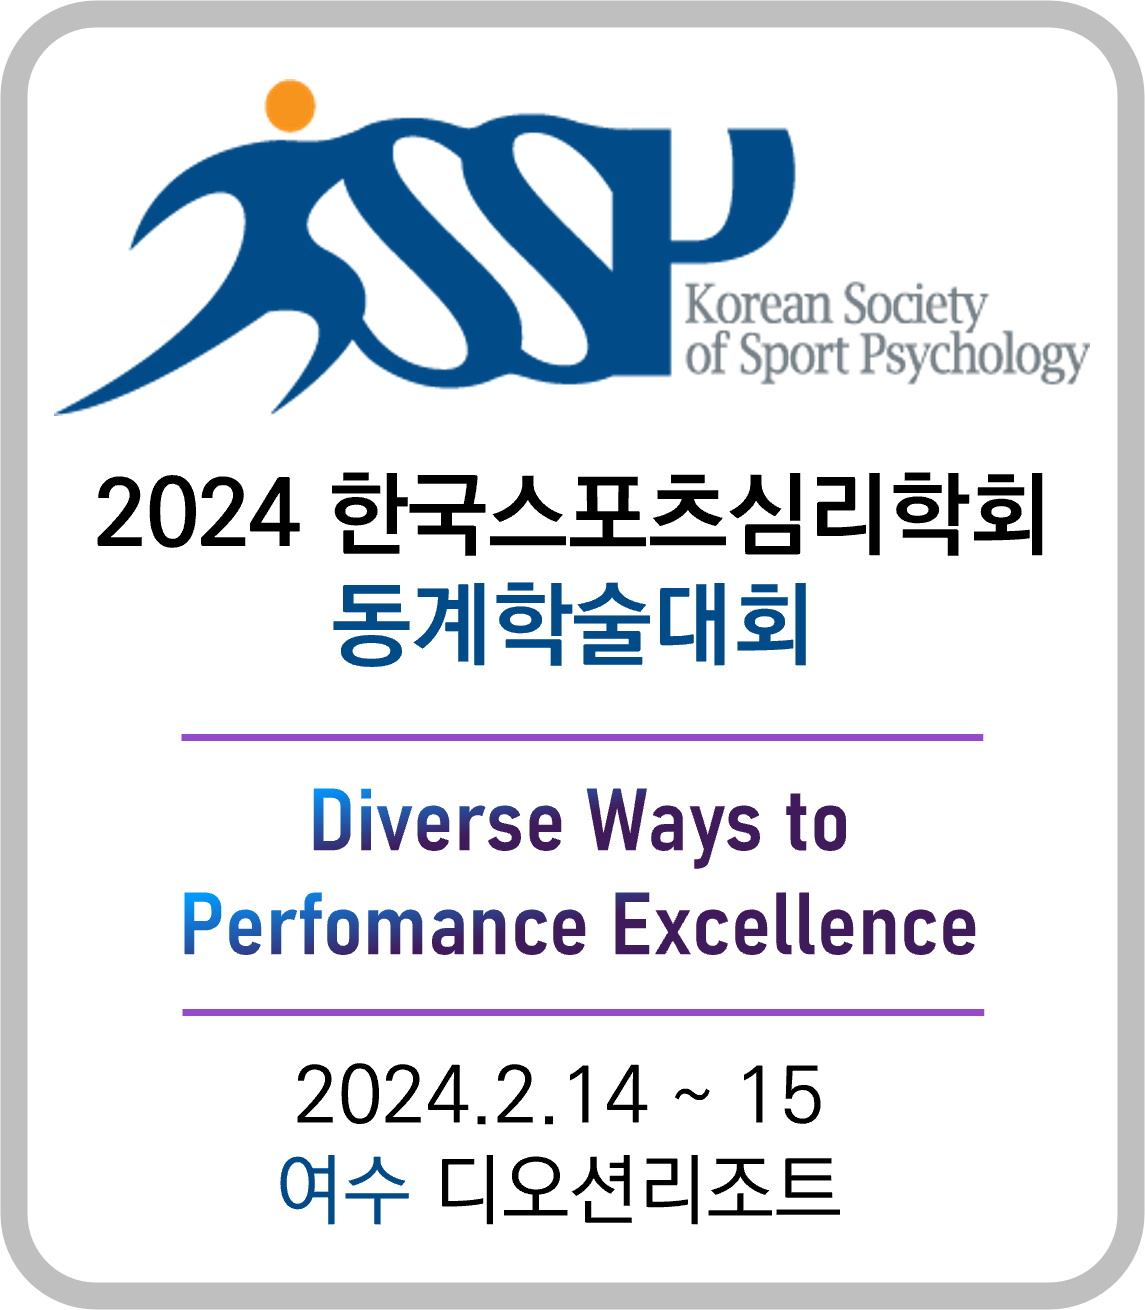 KSSP
Korean Society
of Sport Psychology
2024 한국스포츠심리학회
동계학술대회
Diverse Ways to
Perfomance Excellence
2024.2.14 ~ 15
여수 디오션리조트